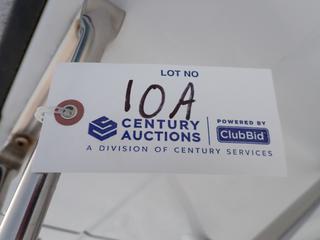 LOT NO
10A
CENTURY AUCTIONS
POWERED BY
ClubBid
A DIVISION OF CENTURY SERVICES